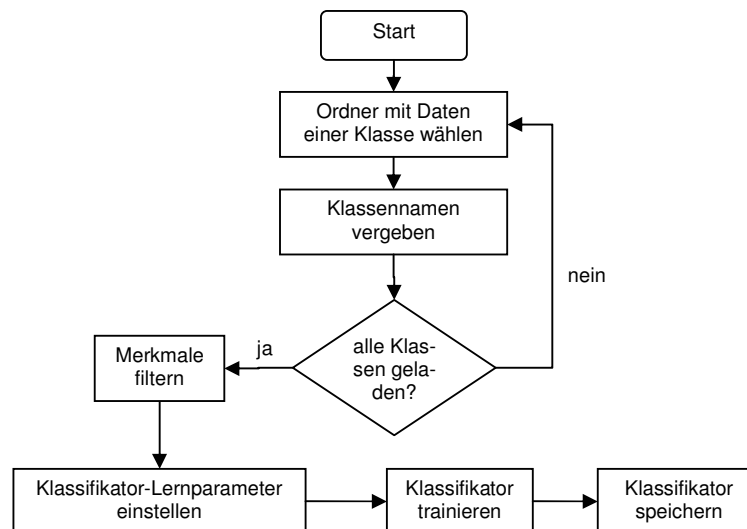 Start
Ordner mit Daten
einer Klasse wählen
Klassennamen
vergeben
nein
alle Klas-
sen gela-
den?
ja
Merkmale
filtern
Klassifikator-Lernparameter
einstellen
Klassifikator
trainieren
Klassifikator
speichern